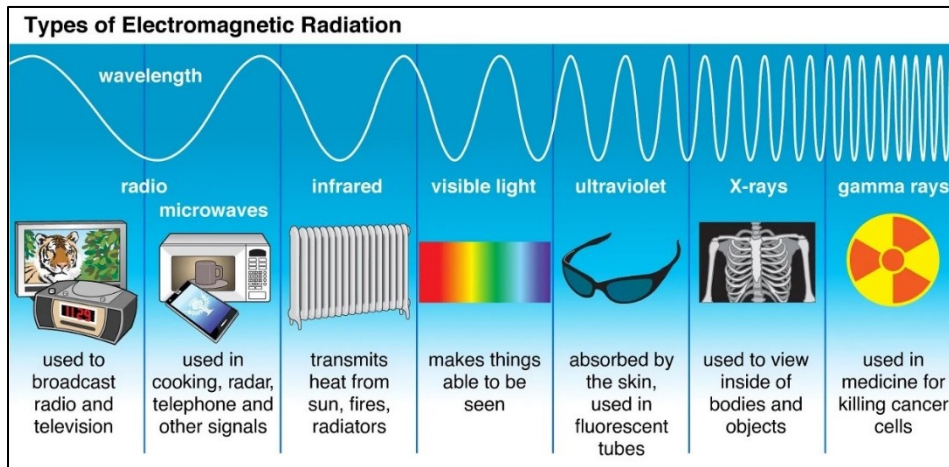 Types of Electromagnetic Radiation
wavelength
radio
microwaves
infrared
visible light
ultraviolet
X-rays
gamma rays
11:29
used to
broadcast
radio and
television
used in
cooking, radar,
telephone and
other signals
transmits
heat from
sun, fires,
radiators
makes things
able to be
seen
absorbed by
the skin,
used in
fluorescent
tubes
used to view
inside of
bodies and
objects
used in
medicine for
killing cancer
cells